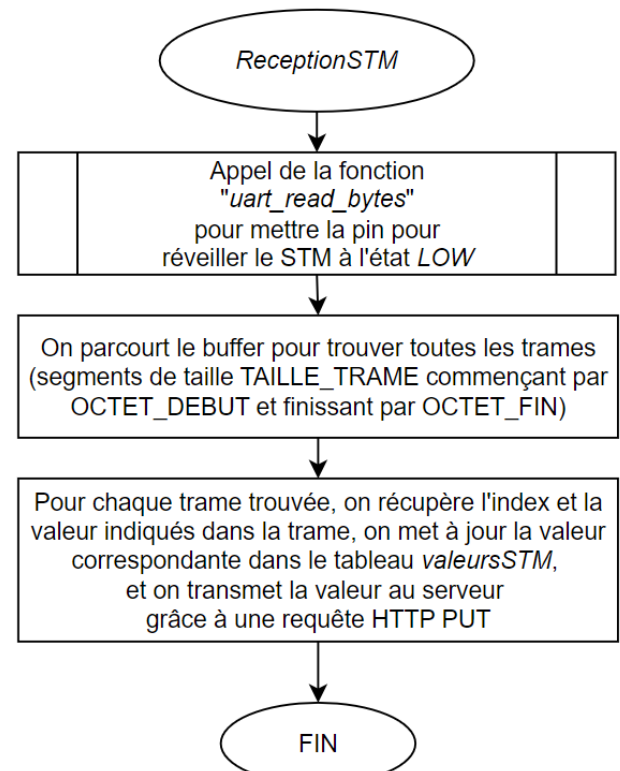 ReceptionSTM
Appel de la fonction
"uart_read_bytes"
pour mettre la pin pour
réveiller le STM à l'état LOW
On parcourt le buffer pour trouver toutes les trames
(segments de taille TAILLE_TRAME commençant par
OCTET_DEBUT et finissant par OCTET_FIN)
Pour chaque trame trouvée, on récupère l'index et la
valeur indiqués dans la trame, on met à jour la valeur
correspondante dans le tableau valeursSTM,
et on transmet la valeur au serveur
grâce à une requête HTTP PUT
FIN